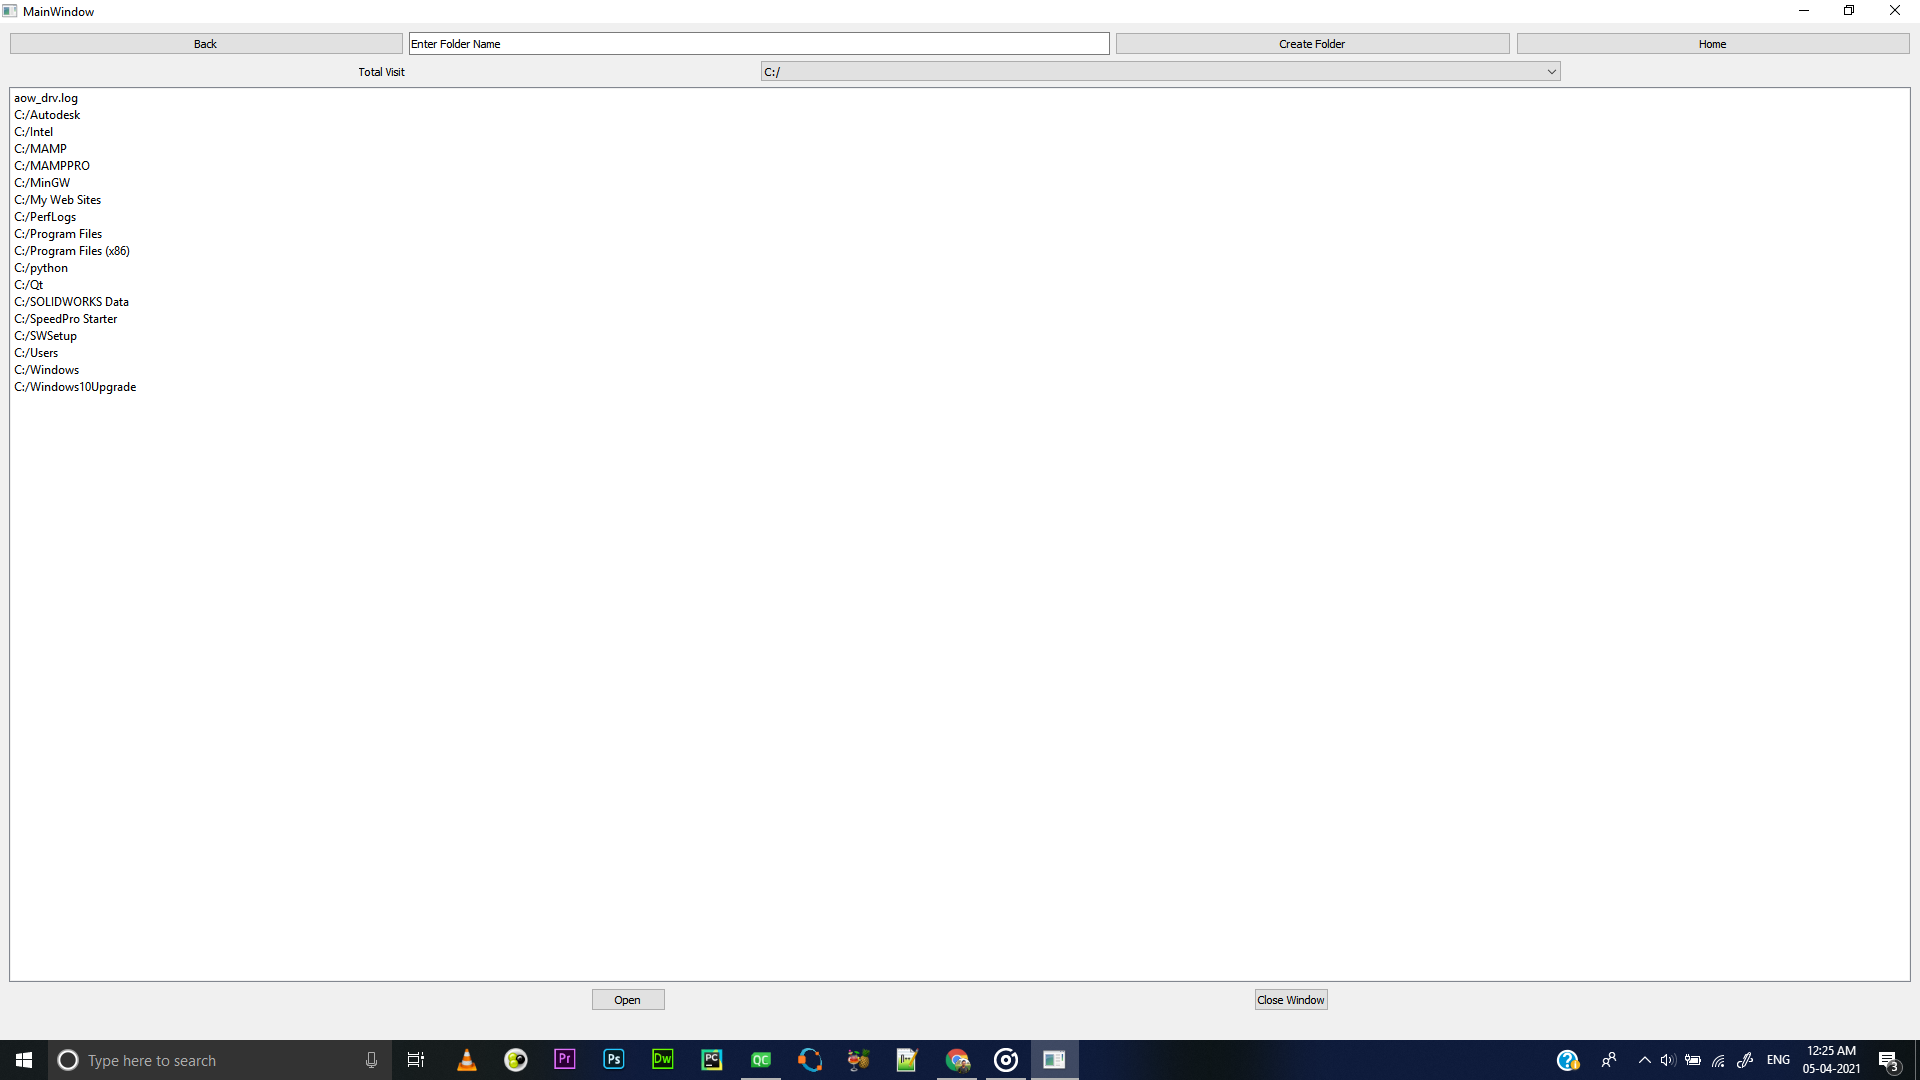 MainWindow
Back
Enter Folder Name
Create Folder
Home
Total Visit
C:/
aow_drv.log
C:/Autodesk
C:/Intel
C:/MAMP
C:/MAMPPRO
C:/MinGW
C:/My Web Sites
C:/PerfLogs
C:/Program Files
C:/Program Files (x86)
C:/python
C:/Qt
C:/SOLIDWORKS Data
C:/SpeedPro Starter
C:/SWSetup
C:/Users
C:/Windows
C:/Windows10Upgrade
Open
Close Window
Type here to search
Pr
Ps
Dw
PC
QC
ENG
12:25 AM
05-04-2021
3